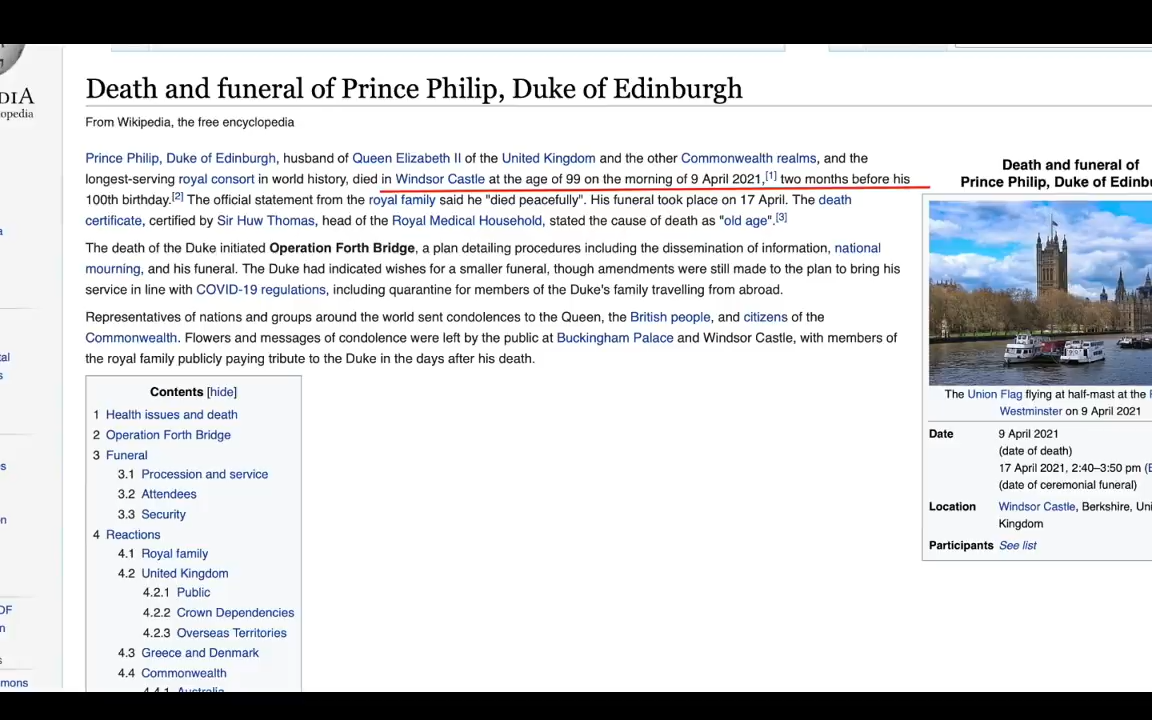 DIA
opedia
Death and funeral of Prince Philip, Duke of Edinburgh
From Wikipedia, the free encyclopedia
Prince Philip, Duke of Edinburgh, husband of Queen Elizabeth II of the United Kingdom and the other Commonwealth realms, and the
longest-serving royal consort in world history, died in Windsor Castle at the age of 99 on the morning of 9 April 2021,[1] two months before his
100th birthday.[2] The official statement from the royal family said he "died peacefully". His funeral took place on 17 April. The death
certificate, certified by Sir Huw Thomas, head of the Royal Medical Household, stated the cause of death as "old age".[3]
The death of the Duke initiated Operation Forth Bridge, a plan detailing procedures including the dissemination of information, national
mourning, and his funeral. The Duke had indicated wishes for a smaller funeral, though amendments were still made to the plan to bring his
service in line with COVID-19 regulations, including quarantine for members of the Duke's family travelling from abroad.
Representatives of nations and groups around the world sent condolences to the Queen, the British people, and citizens of the
Commonwealth. Flowers and messages of condolence were left by the public at Buckingham Palace and Windsor Castle, with members of
the royal family publicly paying tribute to the Duke in the days after his death.
Contents [hide]
1 Health issues and death
2 Operation Forth Bridge
3 Funeral
3.1 Procession and service
3.2 Attendees
3.3 Security
4 Reactions
4.1 Royal family
4.2 United Kingdom
4.2.1 Public
4.2.2 Crown Dependencies
4.2.3 Overseas Territories
4.3 Greece and Denmark
4.4 Commonwealth
4.4.1 Australia
Death and funeral of
Prince Philip, Duke of Edinbu
The Union Flag flying at half-mast at the
Westminster on 9 April 2021
Date 9 April 2021
(date of death)
17 April 2021, 2:40–3:50 pm (
(date of ceremonial funeral)
Location Windsor Castle, Berkshire, Uni
Kingdom
Participants See list